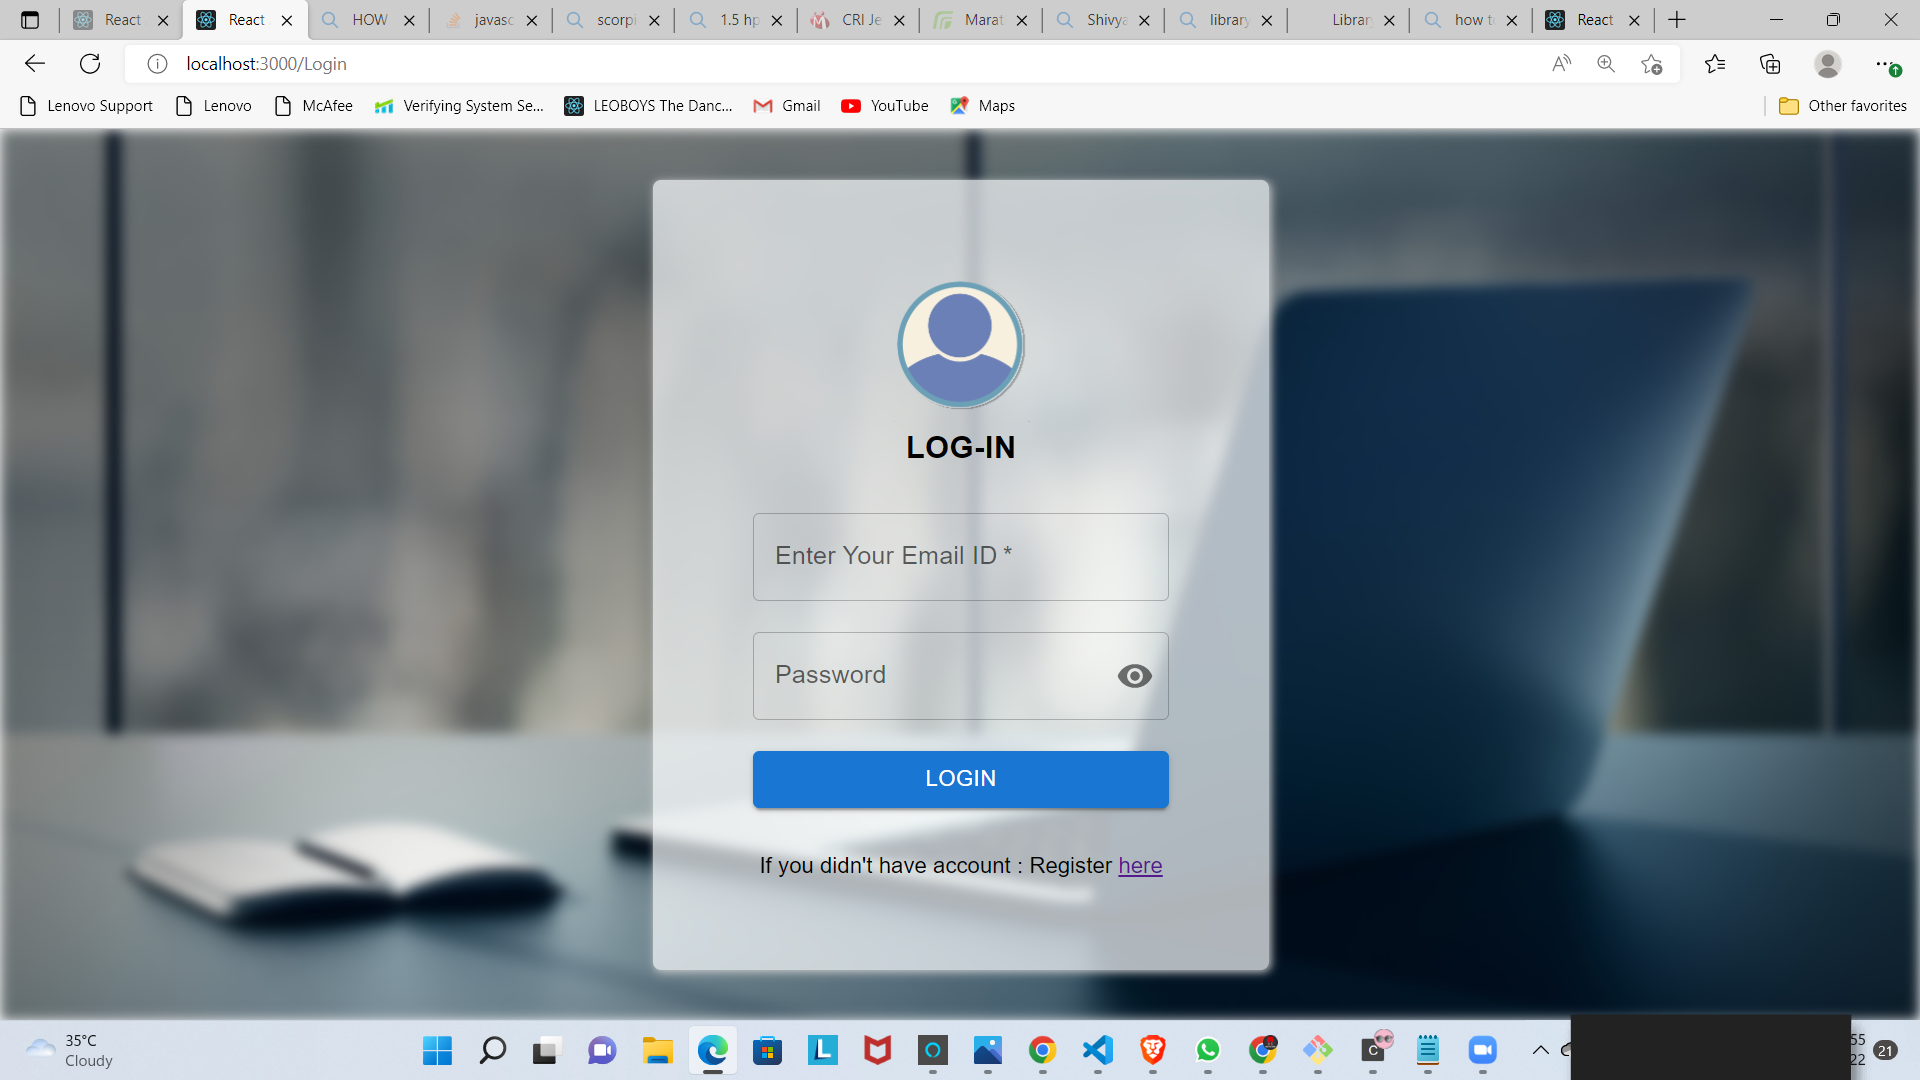 React
React
HOW
javasc
scorpi
1.5 hp
CRI Je
Marat
Shivya
library
Library
how t
React
localhost:3000/Login
Lenovo Support
Lenovo
McAfee
Verifying System Se...
LEOBOYS The Danc...
Gmail
YouTube
Maps
Other favorites
LOG-IN
Enter Your Email ID *
Password
LOGIN
If you didn't have account : Register here
35°C
Cloudy
55
22
21